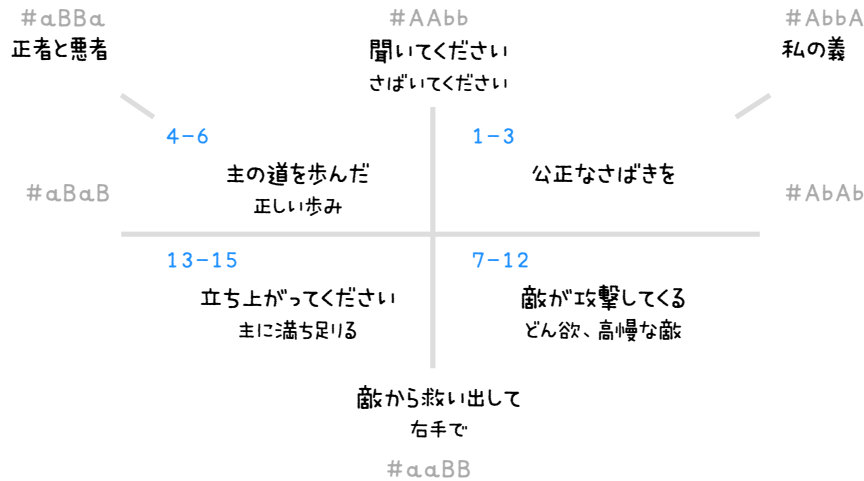 #aBBa
正者と悪者
#AAbb
聞いてください
さばいてください
#AbbA
私の義
4-6
主の道を歩んだ
正しい歩み
1-3
公正なさばきを
#aBaB
#AbAb
13-15
立ち上がってください
主に満ち足りる
7-12
敵が攻撃してくる
どん欲、高慢な敵
敵から救い出して
右手で
#aaBB